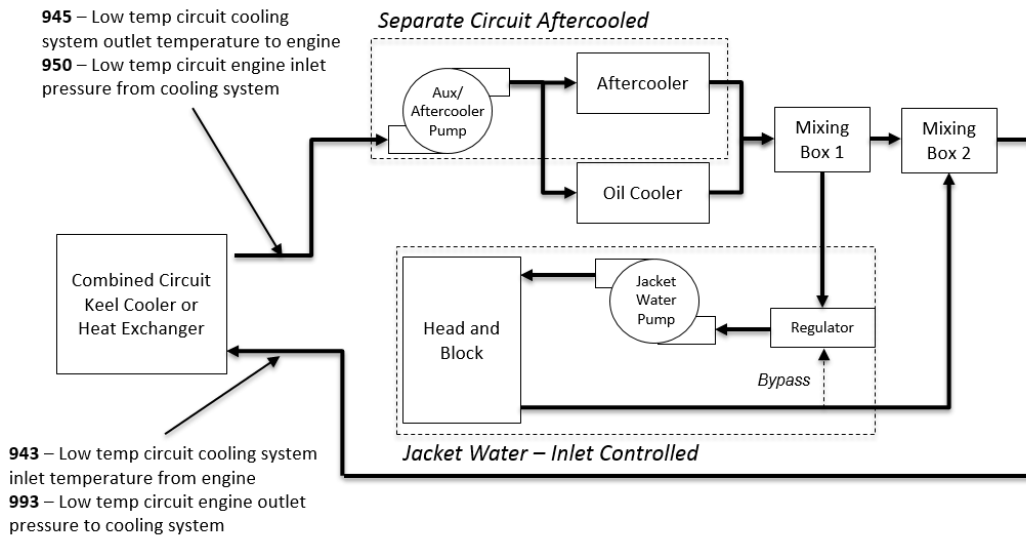 945 – Low temp circuit cooling
system outlet temperature to engine
950 – Low temp circuit engine inlet
pressure from cooling system
Separate Circuit Aftercooled
Aux/
Aftercooler
Pump
Aftercooler
Oil Cooler
Mixing
Box 1
Mixing
Box 2
Combined Circuit
Keel Cooler or
Heat Exchanger
Head and
Block
Jacket
Water
Pump
Regulator
Bypass
Jacket Water – Inlet Controlled
943 – Low temp circuit cooling system
inlet temperature from engine
993 – Low temp circuit engine outlet
pressure to cooling system